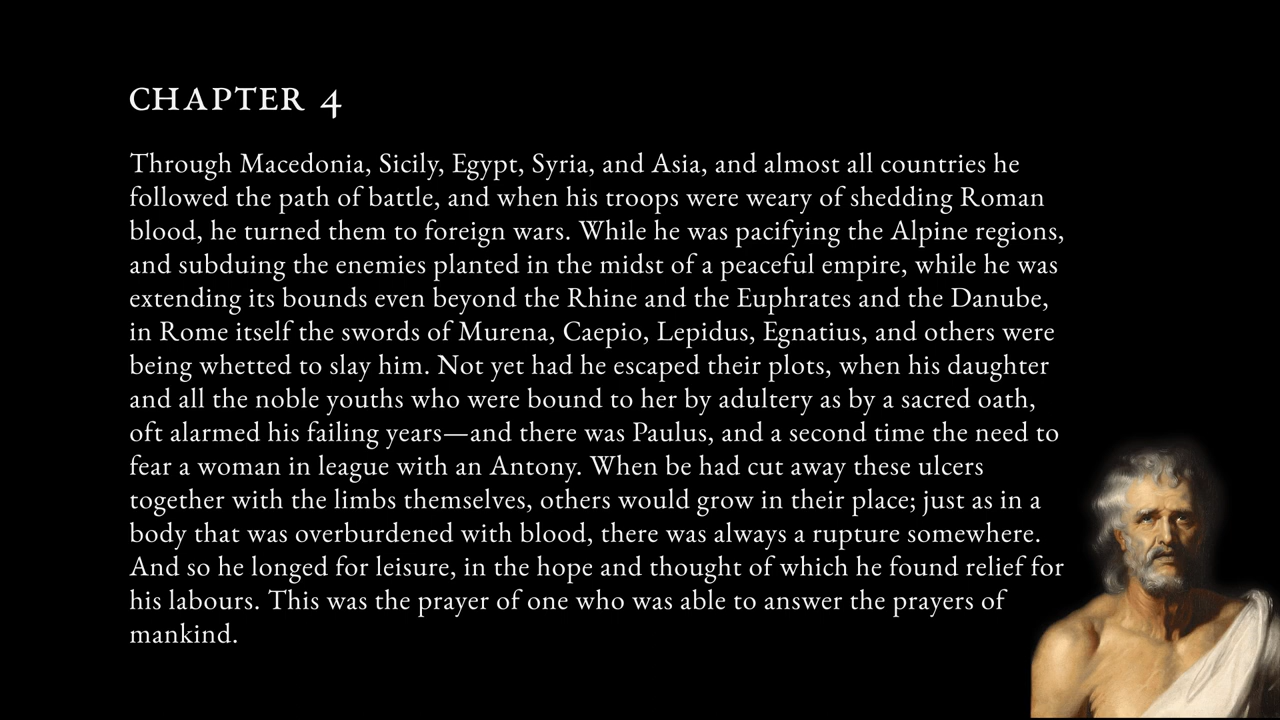 CHAPTER 4
Through Macedonia, Sicily, Egypt, Syria, and Asia, and almost all countries he
followed the path of battle, and when his troops were weary of shedding Roman
blood, he turned them to foreign wars. While he was pacifying the Alpine regions,
and subduing the enemies planted in the midst of a peaceful empire, while he was
extending its bounds even beyond the Rhine and the Euphrates and the Danube,
in Rome itself the swords of Murena, Caepio, Lepidus, Egnatius, and others were
being whetted to slay him. Not yet had he escaped their plots, when his daughter
and all the noble youths who were bound to her by adultery as by a sacred oath,
oft alarmed his failing years—and there was Paulus, and a second time the need to
fear a woman in league with an Antony. When be had cut away these ulcers
together with the limbs themselves, others would grow in their place; just as in a
body that was overburdened with blood, there was always a rupture somewhere.
And so he longed for leisure, in the hope and thought of which he found relief for
his labours. This was the prayer of one who was able to answer the prayers of
mankind.